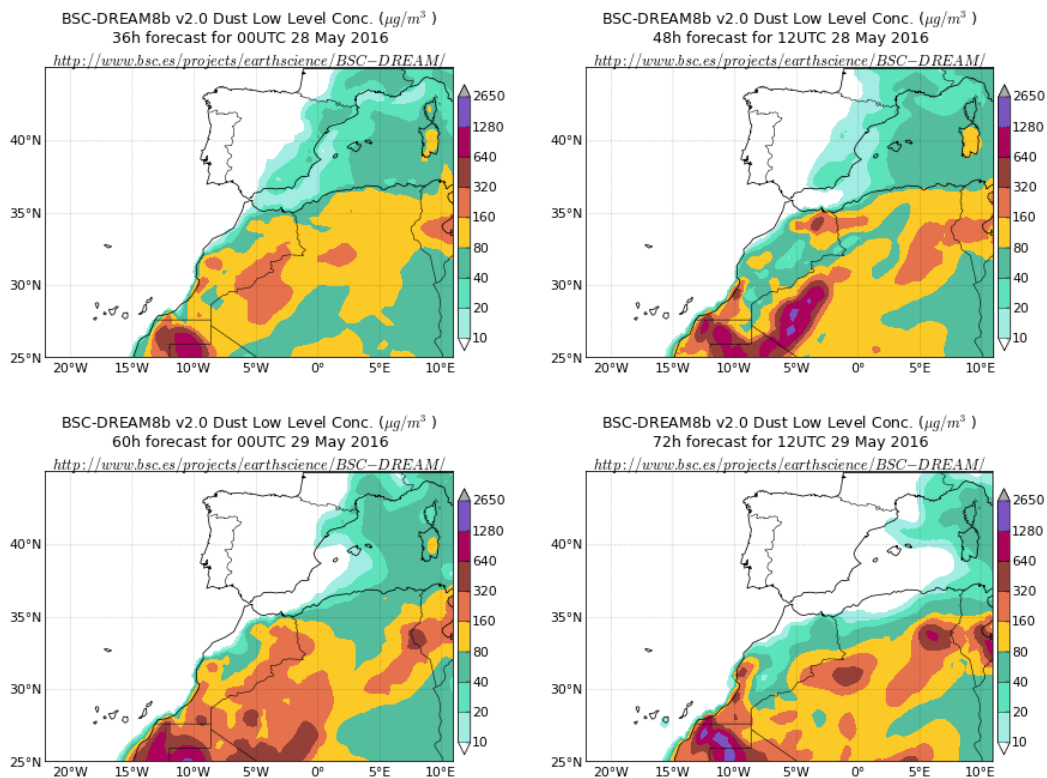 BSC-DREAM8b v2.0 Dust Low Level Conc. (μg/m³ )
36h forecast for 00UTC 28 May 2016
http://www.bsc.es/projects/earthscience/BSC−DREAM/
40°N
35°N
30°N
25°N
20°W 15°W 10°W 5°W 0° 5°E 10°E
2650
1280
640
320
160
80
40
20
10
BSC-DREAM8b v2.0 Dust Low Level Conc. (μg/m³ )
48h forecast for 12UTC 28 May 2016
http://www.bsc.es/projects/earthscience/BSC−DREAM/
40°N
35°N
30°N
25°N
20°W 15°W 10°W 5°W 0° 5°E 10°E
2650
1280
640
320
160
80
40
20
10
BSC-DREAM8b v2.0 Dust Low Level Conc. (μg/m³ )
60h forecast for 00UTC 29 May 2016
http://www.bsc.es/projects/earthscience/BSC−DREAM/
40°N
35°N
30°N
25°N
20°W 15°W 10°W 5°W 0° 5°E 10°E
2650
1280
640
320
160
80
40
20
10
BSC-DREAM8b v2.0 Dust Low Level Conc. (μg/m³ )
72h forecast for 12UTC 29 May 2016
http://www.bsc.es/projects/earthscience/BSC−DREAM/
40°N
35°N
30°N
25°N
20°W 15°W 10°W 5°W 0° 5°E 10°E
2650
1280
640
320
160
80
40
20
10